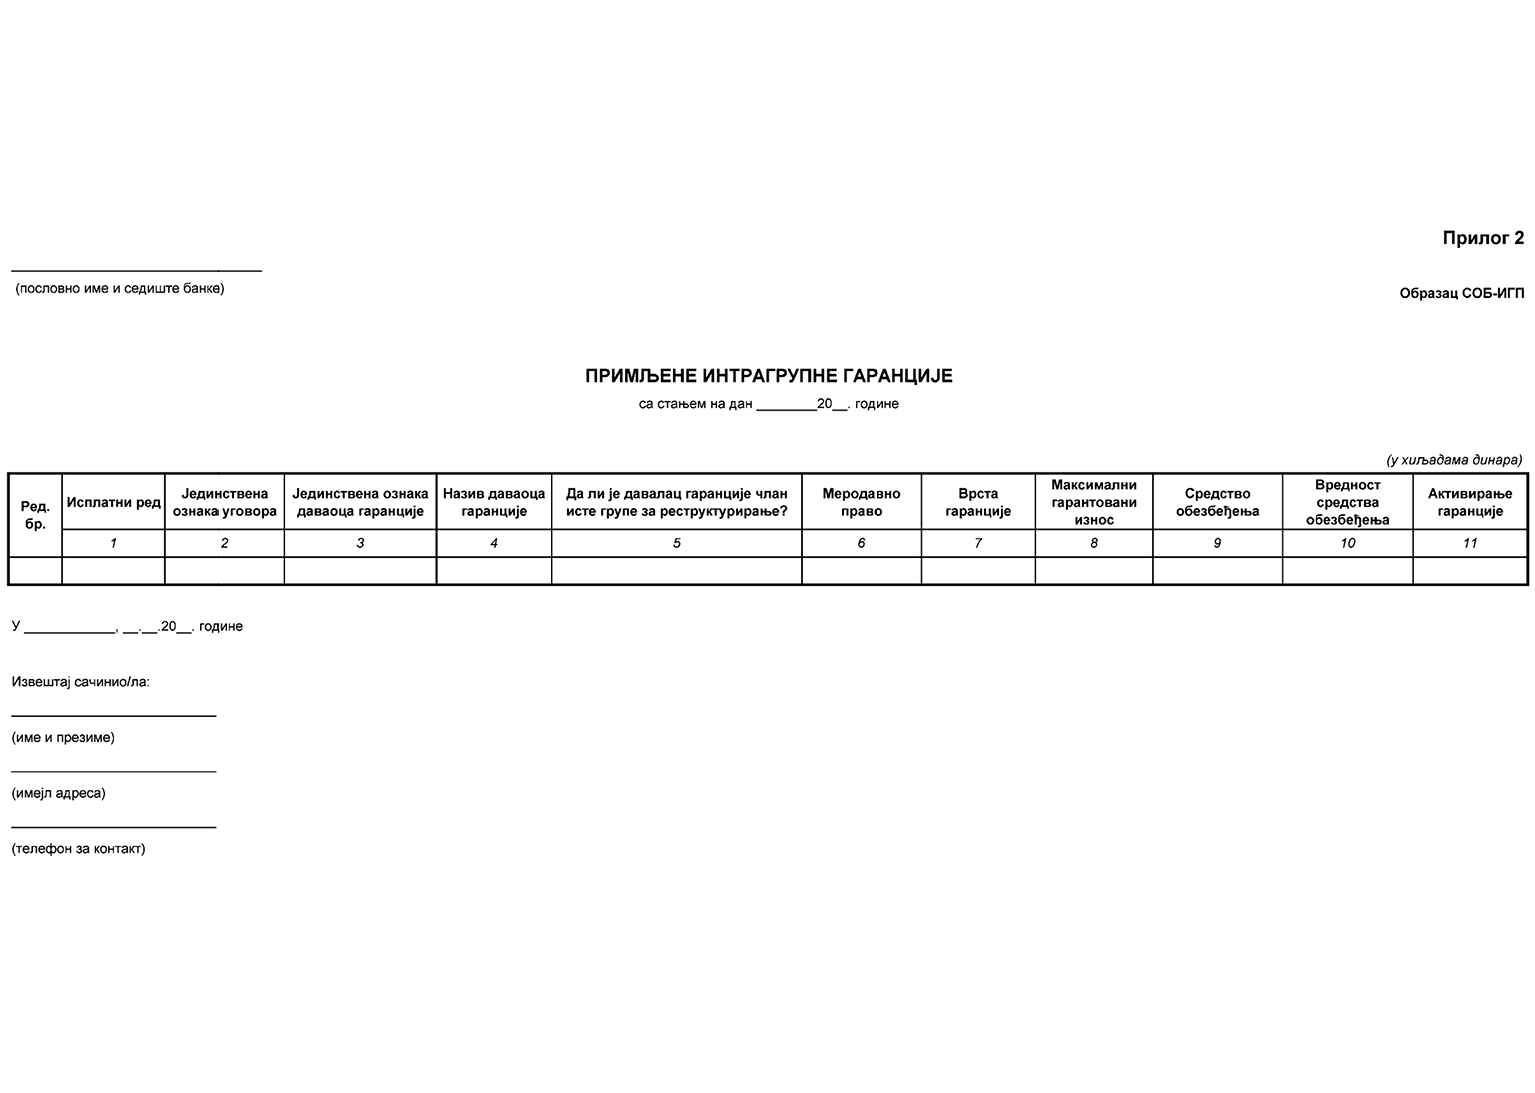 Прилог 2
_________________________________
(пословно име и седиште банке)
Образац СОБ-ИГП
ПРИМЉЕНЕ ИНТРАГРУПНЕ ГАРАНЦИЈЕ
са стањем на дан ________20__. године
(у хиљадама динара)
Ред. бр.
Исплатни ред
Јединствена ознака уговора
Јединствена ознака даваоца гаранције
Назив даваоца гаранције
Да ли је давалац гаранције члан исте групе за реструктурирање?
Меродавно право
Врста гаранције
Максимални гарантовани износ
Средство обезбеђења
Вредност средства обезбеђења
Активирање гаранције
1 2 3 4 5 6 7 8 9 10 11
У ____________, __.__.20__. године
Извештај сачинио/ла:
___________________________
(име и презиме)
___________________________
(имејл адреса)
___________________________
(телефон за контакт)